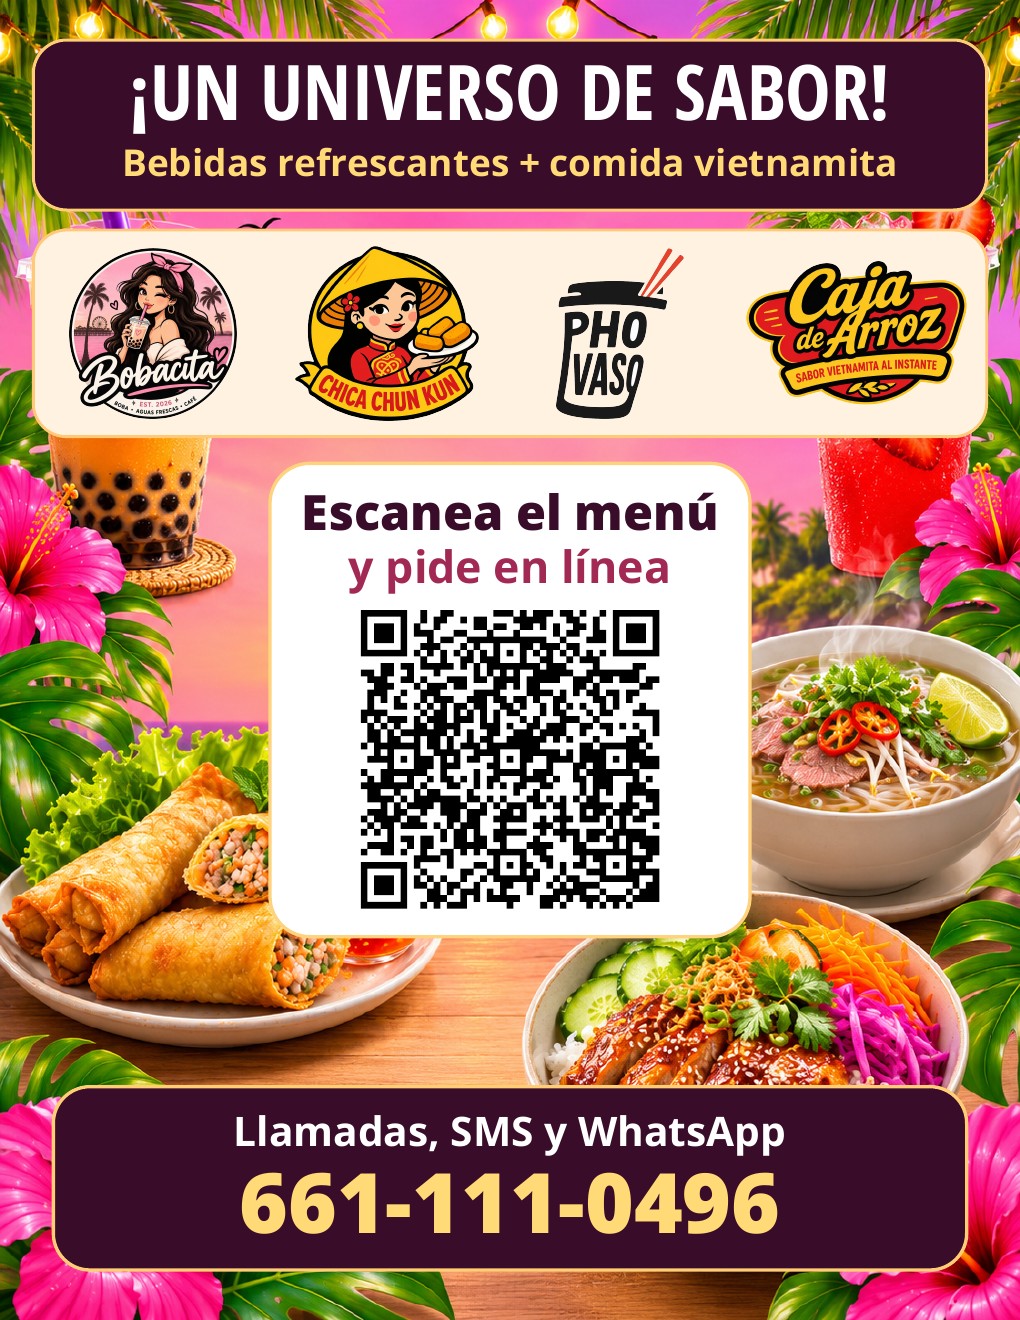 ¡UN UNIVERSO DE SABOR!
Bebidas refrescantes + comida vietnamita
Bobacita
EST. 2026
BOBA • AGUAS FRESCAS • CAFÉ
CHICA CHUN KUN
PHO
VASO
Caja
de Arroz
SABOR VIETNAMITA AL INSTANTE
Escanea el menú
y pide en línea
Llamadas, SMS y WhatsApp
661-111-0496